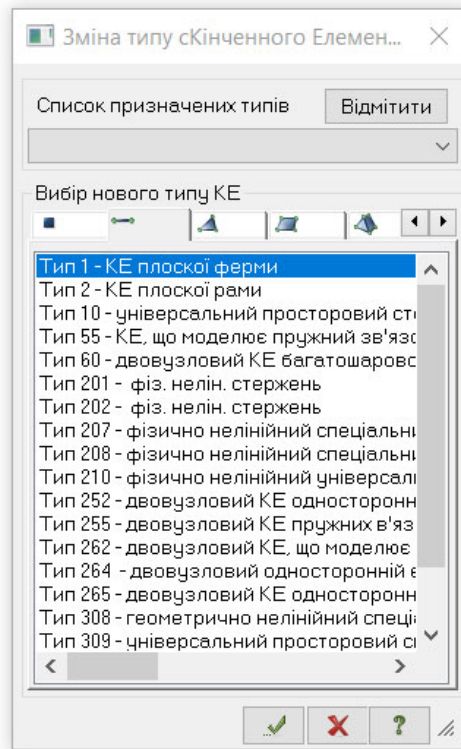 Зміна типу сКінченного Елемен...
Список призначених типів
Відмітити
Вибір нового типу КЕ
Тип 1 - КЕ плоскої ферми
Тип 2 - КЕ плоскої рами
Тип 10 - універсальний просторовий ст
Тип 55 - КЕ, що моделює пружний зв'яз
Тип 60 - двовузловий КЕ багатошарово
Тип 201 - фіз. нелін. стержень
Тип 202 - фіз. нелін. стержень
Тип 207 - фізично нелінійний спеціальн
Тип 208 - фізично нелінійний спеціальн
Тип 210 - фізично нелінійний універсал
Тип 252 - двовузловий КЕ односторонн
Тип 255 - двовузловий КЕ пружних в'яз
Тип 262 - двовузловий КЕ, що моделює
Тип 264 - двовузловий односторонній
Тип 265 - двовузловий КЕ односторонн
Тип 308 - геометрично нелінійний спеці
Тип 309 - універсальний просторовий с
?